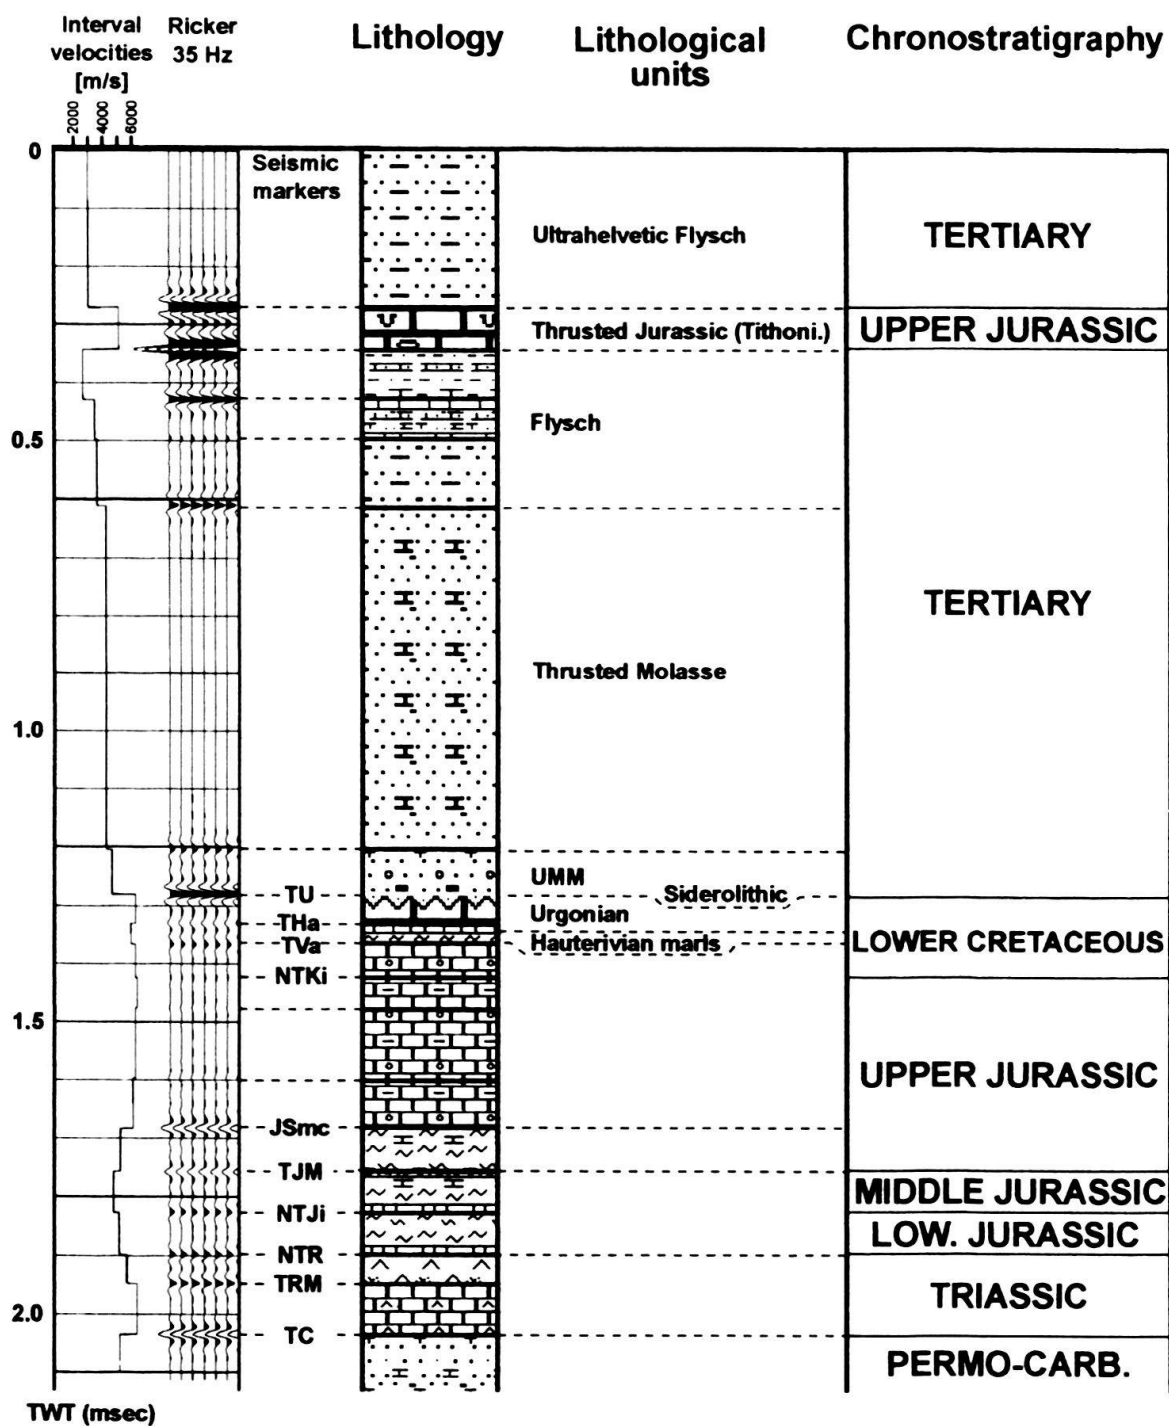 Interval
velocities
[m/s]
Ricker
35 Hz
Lithology
Lithological
units
Chronostratigraphy
2000
4000
6000
0
Seismic
markers
Ultrahelvetic Flysch
TERTIARY
Thrusted Jurassic (Tithoni.)
UPPER JURASSIC
Flysch
0.5
TERTIARY
Thrusted Molasse
1.0
UMM
TU
Siderolithic
Urgonian
THa
TVa
Hauterivian marls
LOWER CRETACEOUS
NTKi
1.5
UPPER JURASSIC
JSmc
TJM
MIDDLE JURASSIC
NTJi
LOW. JURASSIC
NTR
TRM
TRIASSIC
2.0
TC
PERMO-CARB.
TWT (msec)